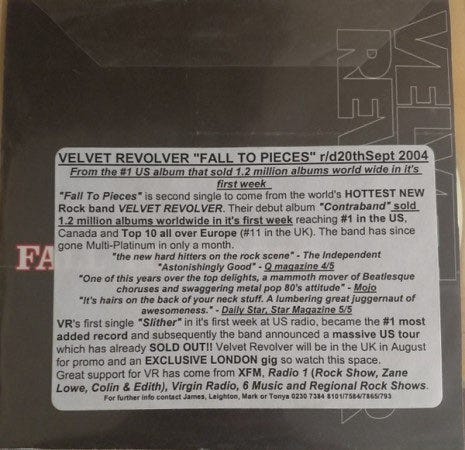 VELVET
REVOLVER
FA
VELVET REVOLVER "FALL TO PIECES" r/d20thSept 2004
From the #1 US album that sold 1.2 million albums world wide in it's
first week
"Fall To Pieces" is second single to come from the world's HOTTEST NEW
Rock band VELVET REVOLVER. Their debut album "Contraband" sold
1.2 million albums worldwide in it's first week reaching #1 in the US,
Canada and Top 10 all over Europe (#11 in the UK). The band has since
gone Multi-Platinum in only a month.
"the new hard hitters on the rock scene" - The Independent
"Astonishingly Good" - Q magazine 4/5
"One of this years over the top delights, a mammoth mover of Beatlesque
choruses and swaggering metal pop 80's attitude" - Mojo
"It's hairs on the back of your neck stuff. A lumbering great juggernaut of
awesomeness." - Daily Star, Star Magazine 5/5
VR's first single "Slither" in it's first week at US radio, became the #1 most
added record and subsequently the band announced a massive US tour
which has already SOLD OUT!! Velvet Revolver will be in the UK in August
for promo and an EXCLUSIVE LONDON gig so watch this space.
Great support for VR has come from XFM, Radio 1 (Rock Show, Zane
Lowe, Colin & Edith), Virgin Radio, 6 Music and Regional Rock Shows.
For further info contact James, Leighton, Mark or Tonya 0230 7384 8101/7584/7865/793